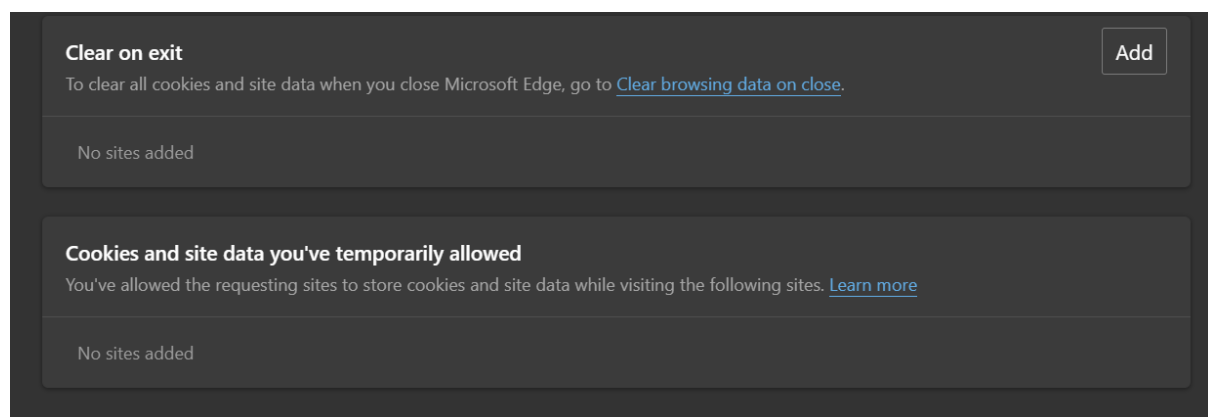 Clear on exit
Add
To clear all cookies and site data when you close Microsoft Edge, go to Clear browsing data on close.
No sites added
Cookies and site data you've temporarily allowed
You've allowed the requesting sites to store cookies and site data while visiting the following sites. Learn more
No sites added